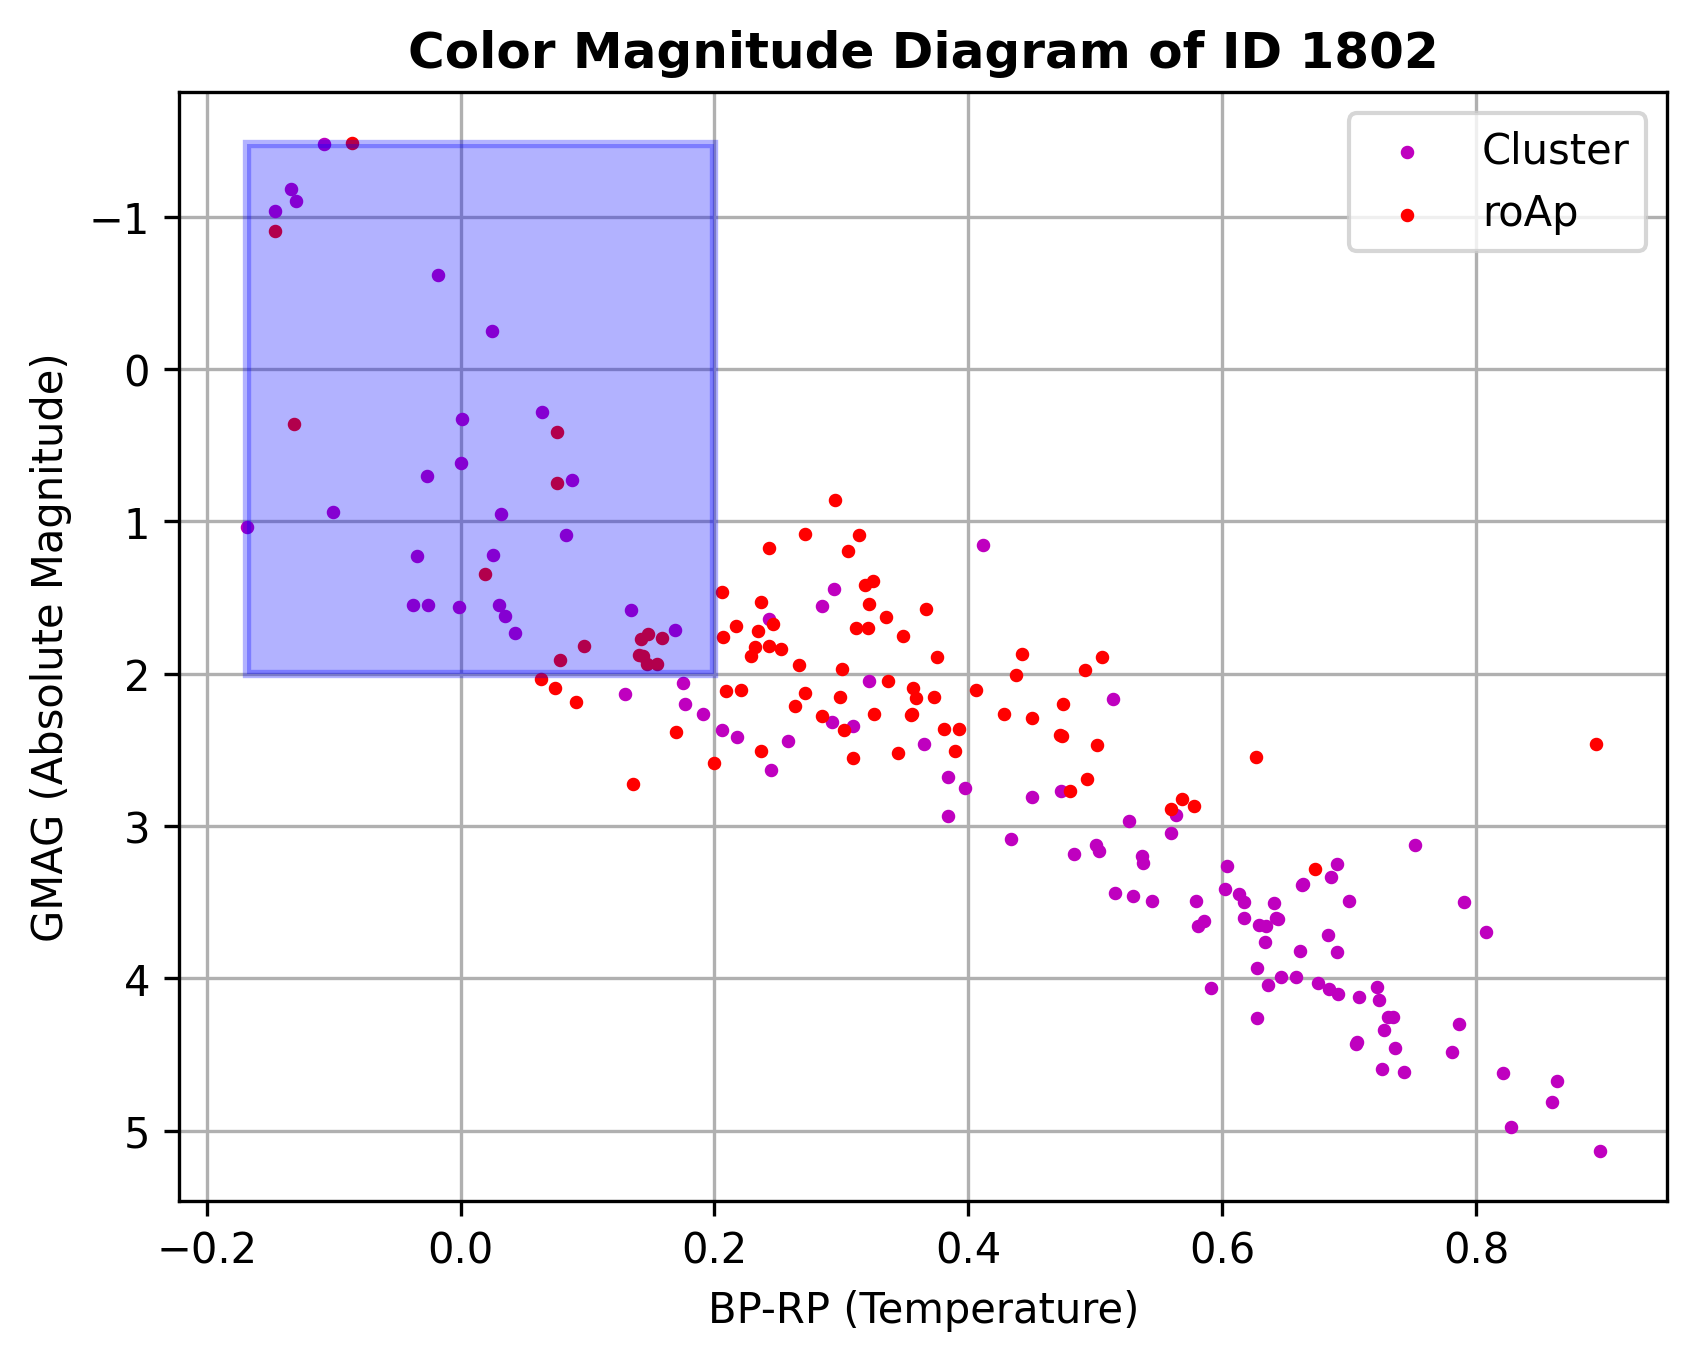 Color Magnitude Diagram of ID 1802
Cluster
roAp
GMAG (Absolute Magnitude)
−1
0
1
2
3
4
5
−0.2 0.0 0.2 0.4 0.6 0.8
BP-RP (Temperature)